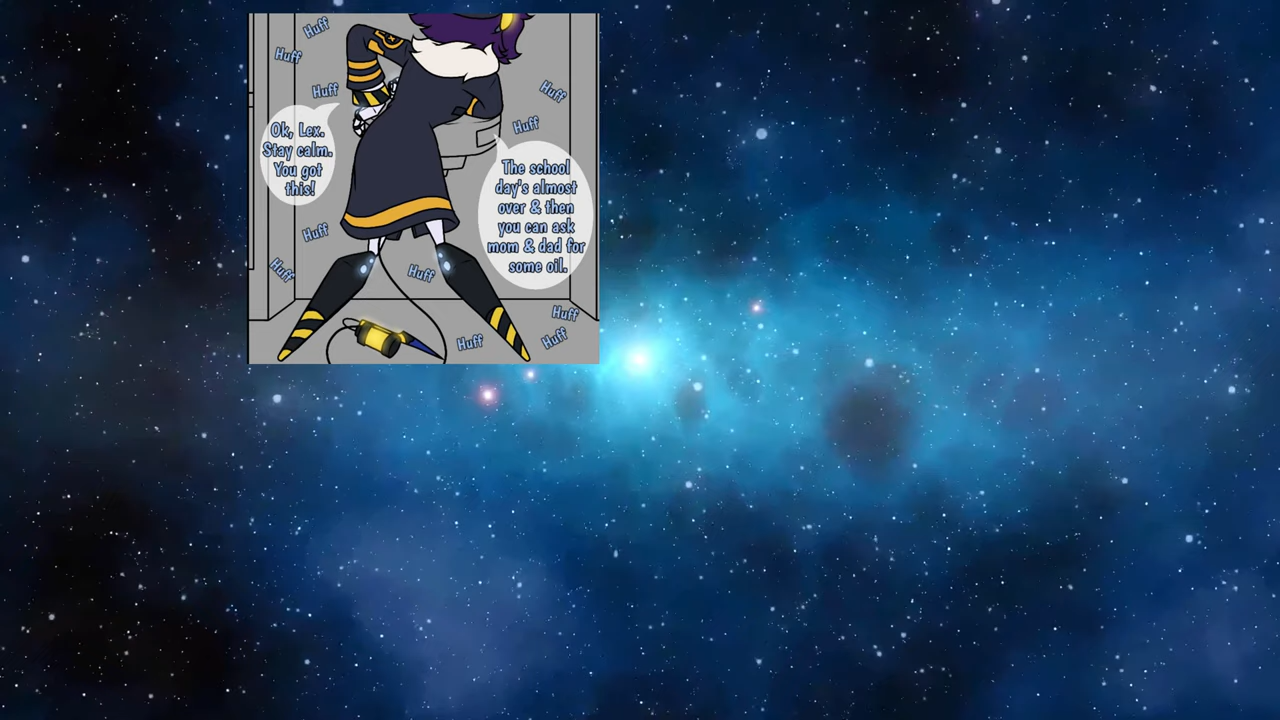 Huff
Huff
Huff
Huff
Huff
Ok, Lex.
Stay calm.
You got
this!
The school
day's almost
over & then
you can ask
mom & dad for
some oil.
Huff
Huff
Huff
Huff
Huff
Huff